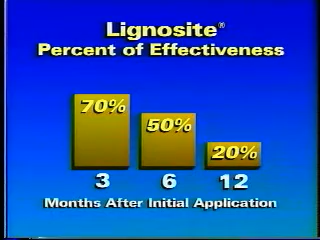 Lignosite®
Percent of Effectiveness
70%
50%
20%
3 6 12
Months After Initial Application